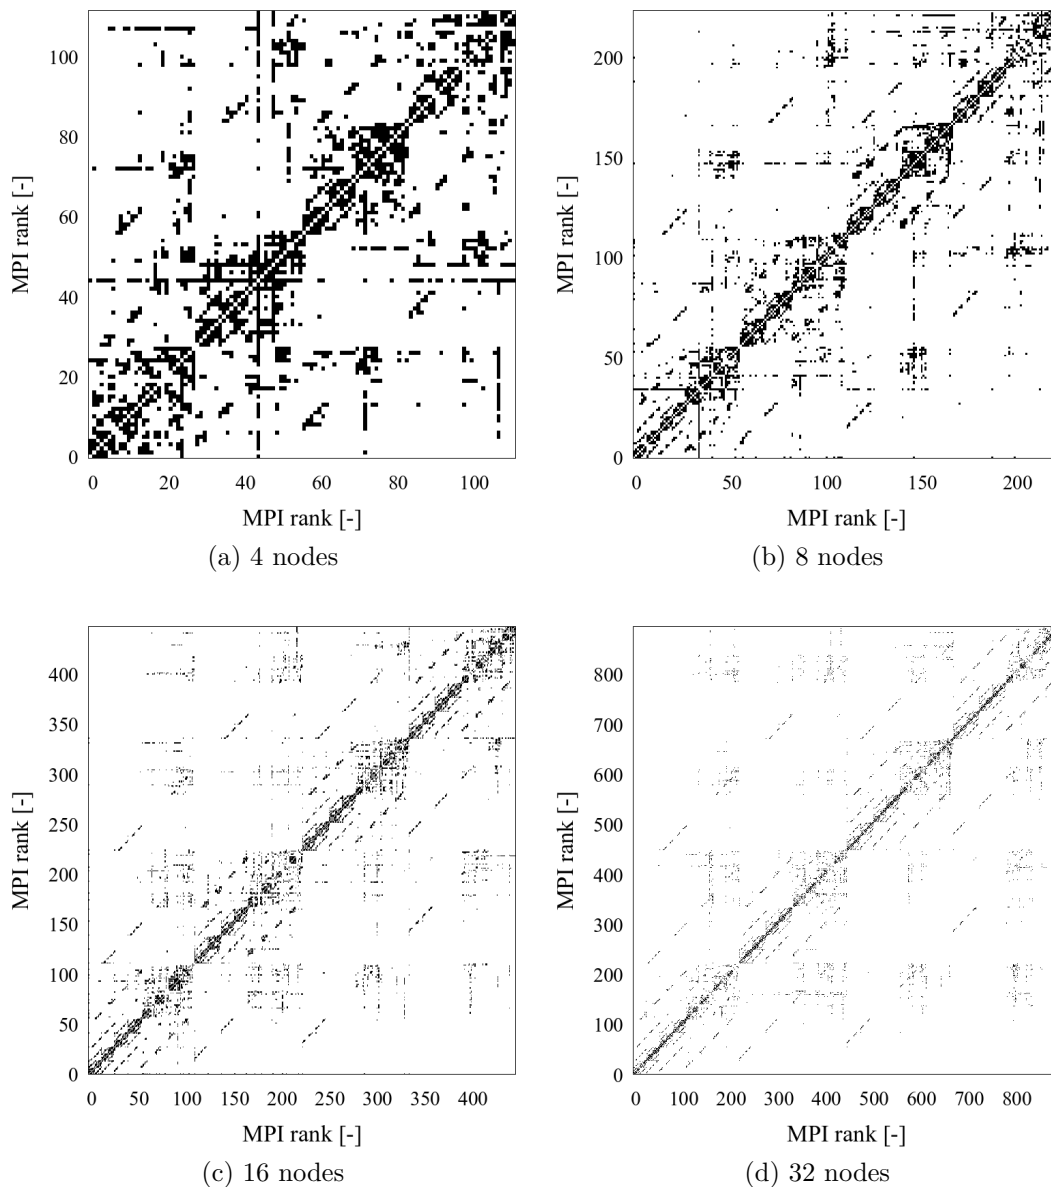 100
80
60
40
20
0
MPI rank [-]
0 20 40 60 80 100
MPI rank [-]
(a) 4 nodes
200
150
100
50
0
MPI rank [-]
0 50 100 150 200
MPI rank [-]
(b) 8 nodes
400
350
300
250
200
150
100
50
0
MPI rank [-]
0 50 100 150 200 250 300 350 400
MPI rank [-]
(c) 16 nodes
800
700
600
500
400
300
200
100
0
MPI rank [-]
0 100 200 300 400 500 600 700 800
MPI rank [-]
(d) 32 nodes